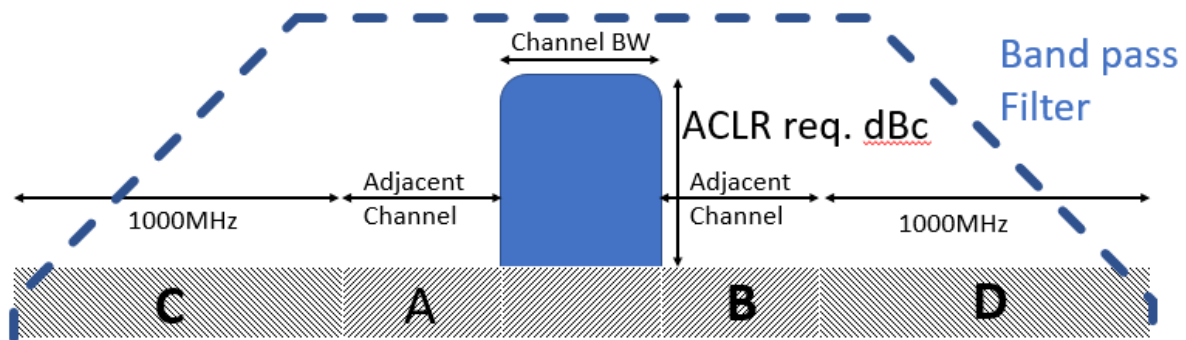 Channel BW
Band pass
Filter
ACLR req. dBc
Adjacent
Channel
Adjacent
Channel
1000MHz
1000MHz
C
A
B
D